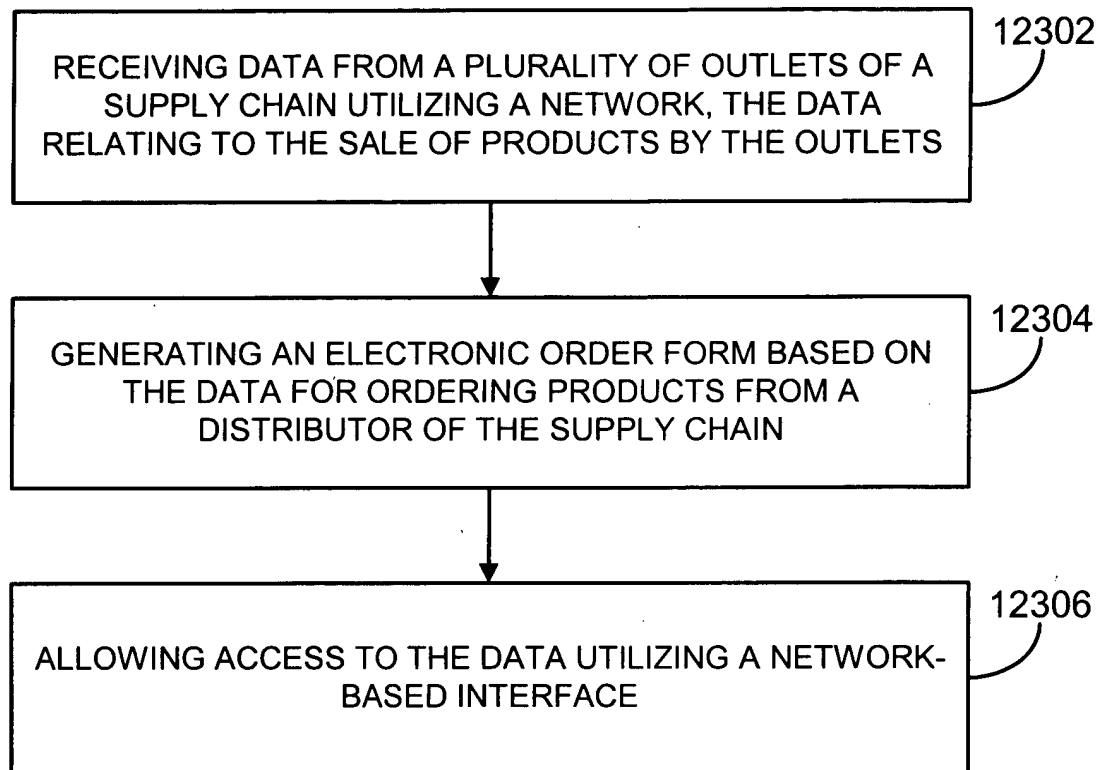 12302
RECEIVING DATA FROM A PLURALITY OF OUTLETS OF A
SUPPLY CHAIN UTILIZING A NETWORK, THE DATA
RELATING TO THE SALE OF PRODUCTS BY THE OUTLETS
12304
GENERATING AN ELECTRONIC ORDER FORM BASED ON
THE DATA FOR ORDERING PRODUCTS FROM A
DISTRIBUTOR OF THE SUPPLY CHAIN
12306
ALLOWING ACCESS TO THE DATA UTILIZING A NETWORK-
BASED INTERFACE